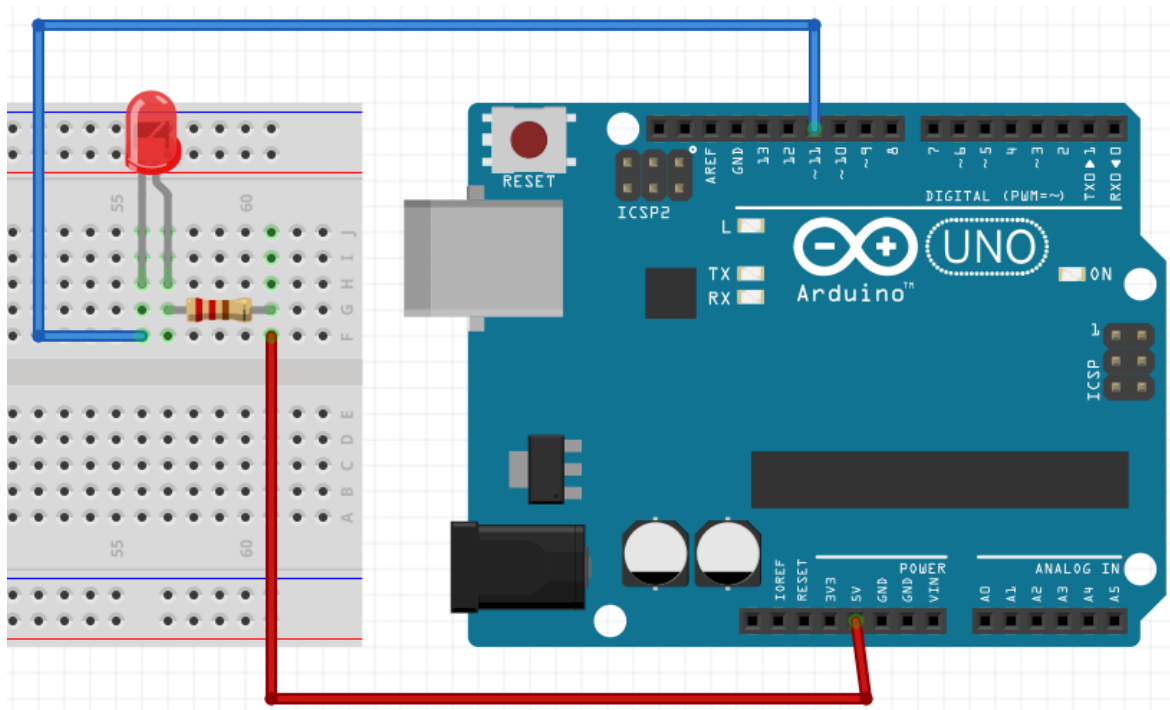 RESET
ICSP2
AREF
GND
13
12
~11
~10
~9
8
7
~6
~5
4
~3
2
TX0▶1
RX0◀0
DIGITAL (PWM=~)
L
TX
RX
UNO
Arduino™
ON
1
ICSP
55
60
J
I
H
G
F
E
D
C
B
A
55
60
POWER
ANALOG IN
IOREF
RESET
3V3
5V
GND
GND
VIN
A0
A1
A2
A3
A4
A5